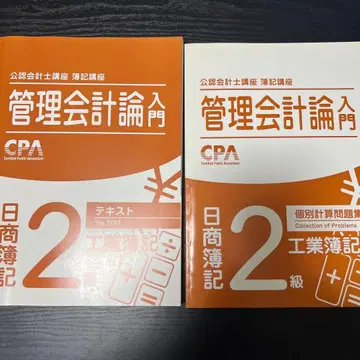 公認会計士講座 簿記講座
管理会計論入門
CPA
Certified Public Accountant
日商簿記
2
テキスト
The TEXT
工業簿記
公認会計士講座 簿記講座
管理会計論入門
CPA
Certified Public Accountant
日商簿記
2級
個別計算問題集
Collection of Problems
工業簿記